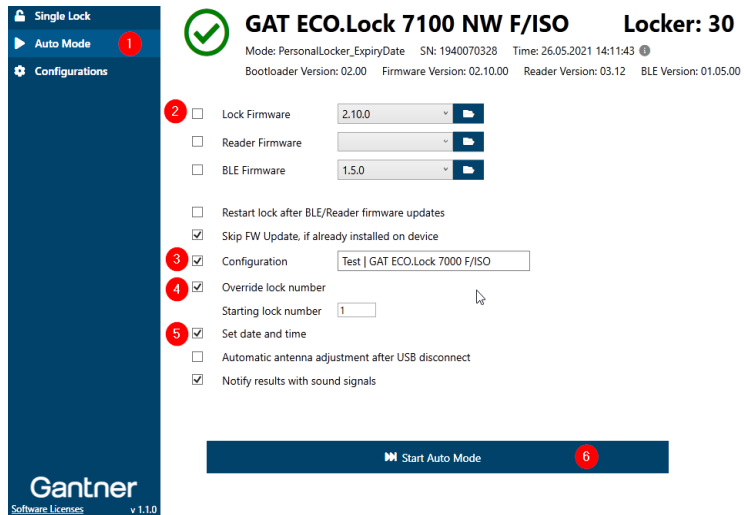 Single Lock
Auto Mode 1
Configurations
GAT ECO.Lock 7100 NW F/ISO Locker: 30
Mode: PersonalLocker_ExpiryDate SN: 1940070328 Time: 26.05.2021 14:11:43
Bootloader Version: 02.00 Firmware Version: 02.10.00 Reader Version: 03.12 BLE Version: 01.05.00
2 Lock Firmware 2.10.0
Reader Firmware
BLE Firmware 1.5.0
Restart lock after BLE/Reader firmware updates
Skip FW Update, if already installed on device
3 Configuration Test | GAT ECO.Lock 7000 F/ISO
4 Override lock number
Starting lock number 1
5 Set date and time
Automatic antenna adjustment after USB disconnect
Notify results with sound signals
Start Auto Mode 6
Gantner
Software Licenses v 1.1.0